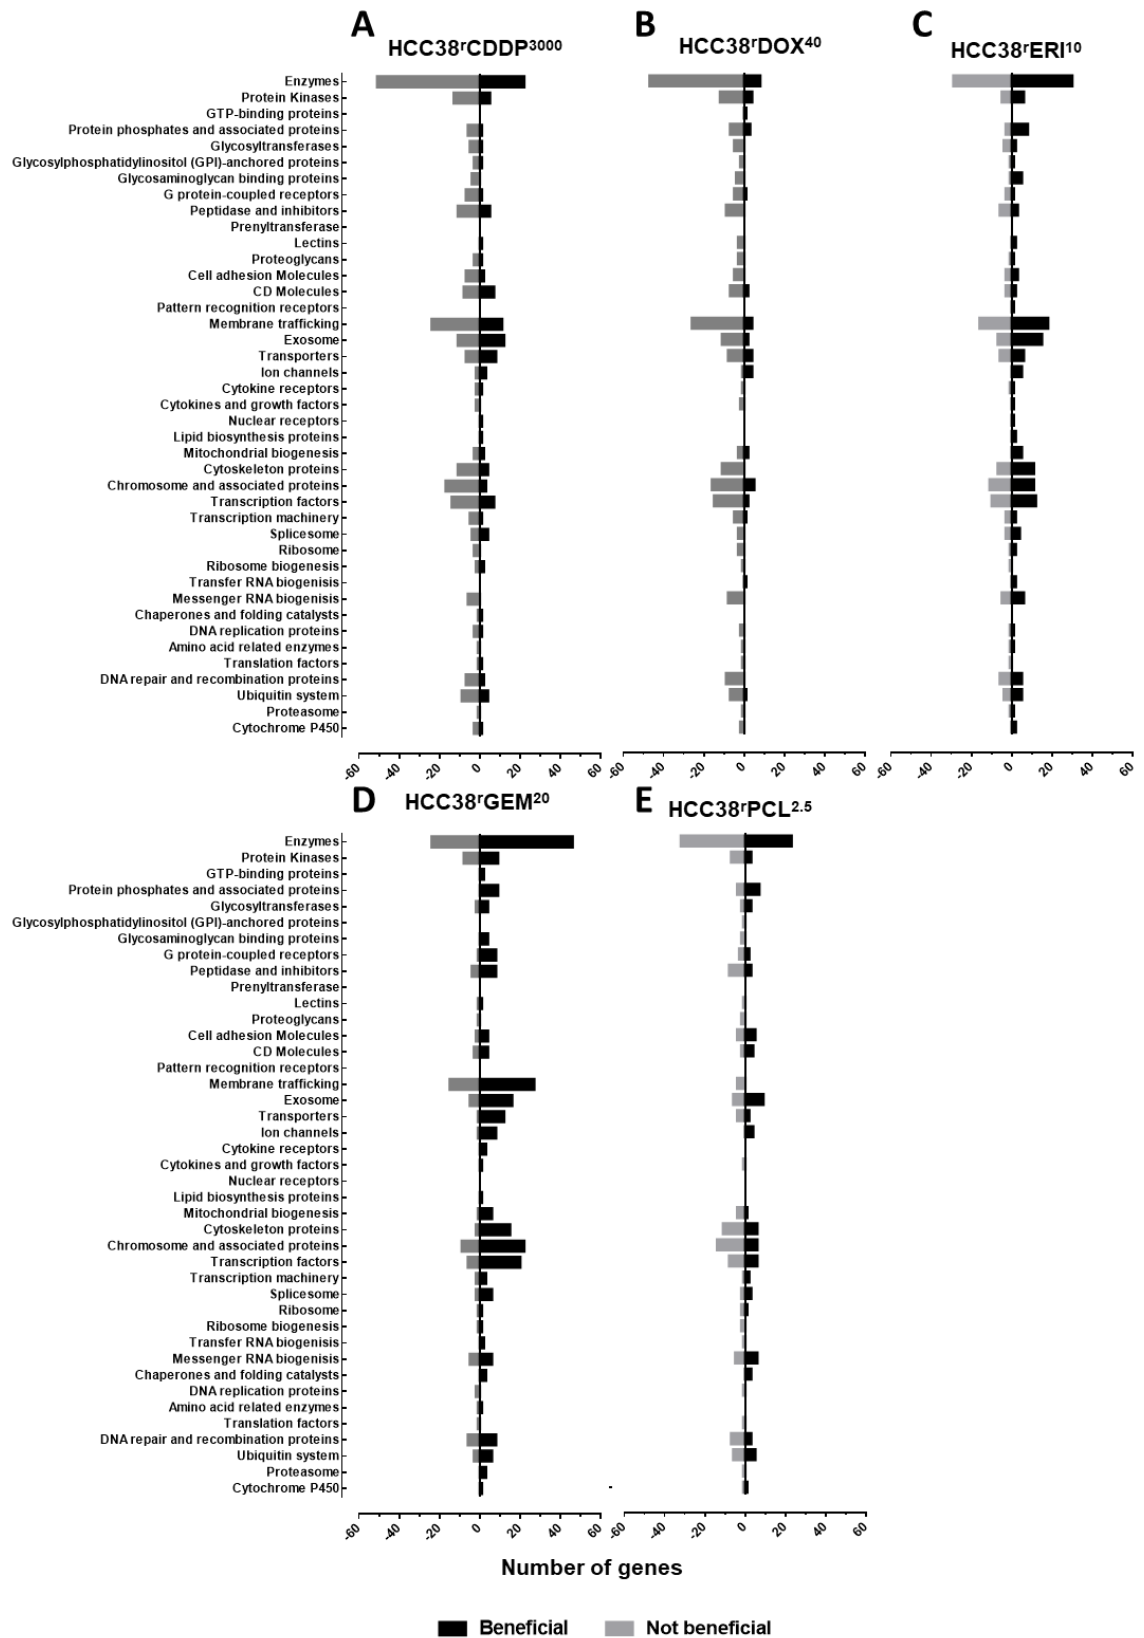 A
HCC38ʳCDDP³⁰⁰⁰
B
HCC38ʳDOX⁴⁰
C
HCC38ʳERI¹⁰
Enzymes
Protein Kinases
GTP-binding proteins
Protein phosphates and associated proteins
Glycosyltransferases
Glycosylphosphatidylinositol (GPI)-anchored proteins
Glycosaminoglycan binding proteins
G protein-coupled receptors
Peptidase and inhibitors
Prenyltransferase
Lectins
Proteoglycans
Cell adhesion Molecules
CD Molecules
Pattern recognition receptors
Membrane trafficking
Exosome
Transporters
Ion channels
Cytokine receptors
Cytokines and growth factors
Nuclear receptors
Lipid biosynthesis proteins
Mitochondrial biogenesis
Cytoskeleton proteins
Chromosome and associated proteins
Transcription factors
Transcription machinery
Splicesome
Ribosome
Ribosome biogenesis
Transfer RNA biogenisis
Messenger RNA biogenisis
Chaperones and folding catalysts
DNA replication proteins
Amino acid related enzymes
Translation factors
DNA repair and recombination proteins
Ubiquitin system
Proteasome
Cytochrome P450
-60 -40 -20 0 20 40 60
-60 -40 -20 0 20 40 60
-60 -40 -20 0 20 40 60
D
HCC38ʳGEM²⁰
E
HCC38ʳPCL²·⁵
Enzymes
Protein Kinases
GTP-binding proteins
Protein phosphates and associated proteins
Glycosyltransferases
Glycosylphosphatidylinositol (GPI)-anchored proteins
Glycosaminoglycan binding proteins
G protein-coupled receptors
Peptidase and inhibitors
Prenyltransferase
Lectins
Proteoglycans
Cell adhesion Molecules
CD Molecules
Pattern recognition receptors
Membrane trafficking
Exosome
Transporters
Ion channels
Cytokine receptors
Cytokines and growth factors
Nuclear receptors
Lipid biosynthesis proteins
Mitochondrial biogenesis
Cytoskeleton proteins
Chromosome and associated proteins
Transcription factors
Transcription machinery
Splicesome
Ribosome
Ribosome biogenesis
Transfer RNA biogenisis
Messenger RNA biogenisis
Chaperones and folding catalysts
DNA replication proteins
Amino acid related enzymes
Translation factors
DNA repair and recombination proteins
Ubiquitin system
Proteasome
Cytochrome P450
-60 -40 -20 0 20 40 60
-60 -40 -20 0 20 40 60
Number of genes
Beneficial
Not beneficial